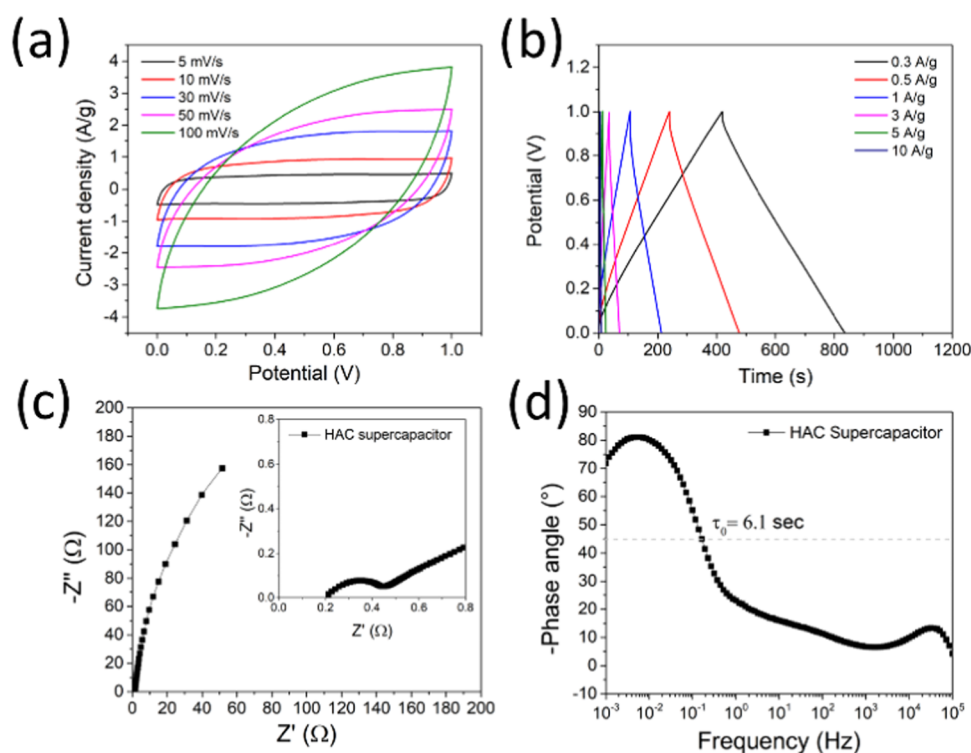 (a)
5 mV/s
10 mV/s
30 mV/s
50 mV/s
100 mV/s
4
3
2
1
0
-1
-2
-3
-4
Current density (A/g)
0.0 0.2 0.4 0.6 0.8 1.0
Potential (V)
(b)
0.3 A/g
0.5 A/g
1 A/g
3 A/g
5 A/g
10 A/g
1.2
1.0
0.8
0.6
0.4
0.2
0.0
Potential (V)
0 200 400 600 800 1000 1200
Time (s)
(c)
200
180
160
140
120
100
80
60
40
20
0
-Z'' (Ω)
0 20 40 60 80 100 120 140 160 180 200
Z' (Ω)
HAC supercapacitor
0.8
0.6
0.4
0.2
0.0
-Z'' (Ω)
0.0 0.2 0.4 0.6 0.8
Z' (Ω)
(d)
HAC Supercapacitor
τ0= 6.1 sec
90
80
70
60
50
40
30
20
10
0
-10
-Phase angle (°)
10-3 10-2 10-1 100 101 102 103 104 105
Frequency (Hz)